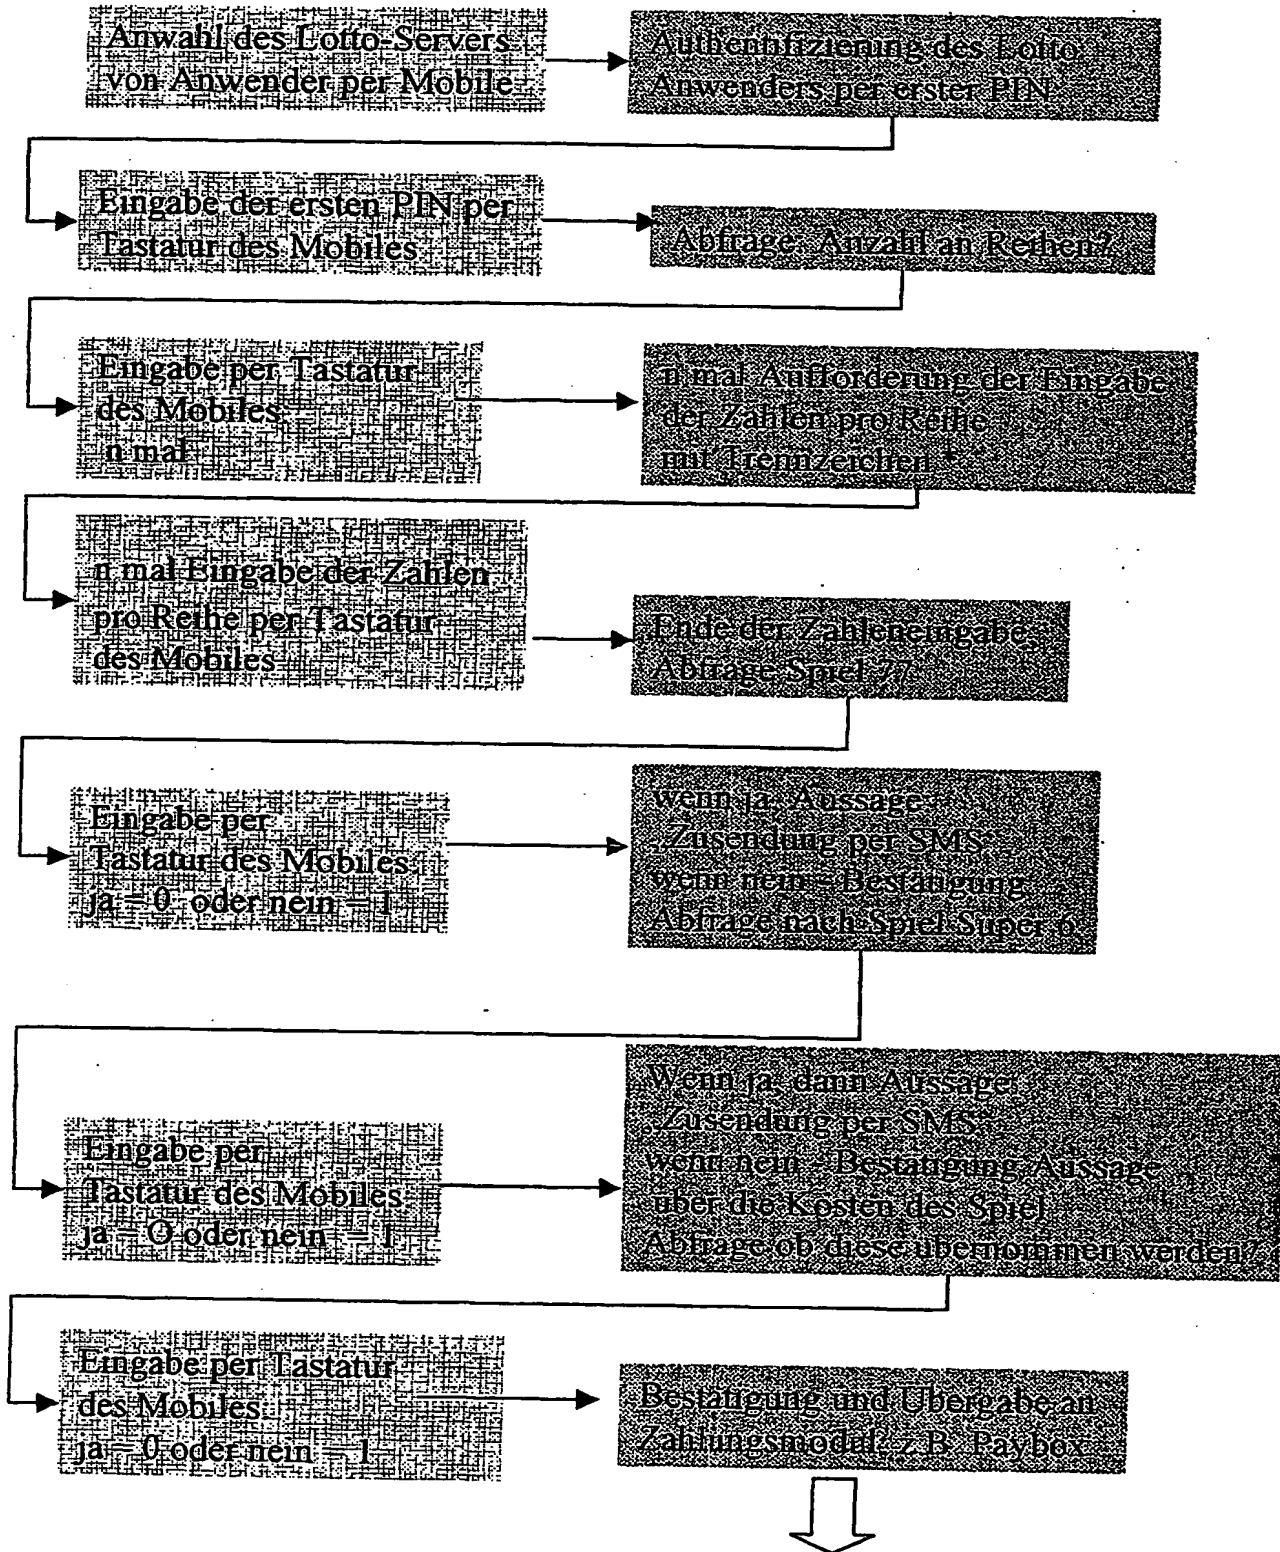 Anwahl des Lotto-Servers
von Anwender per Mobile
Authentifizierung des Lotto
Anwenders per erster PIN
Eingabe der ersten PIN per
Tastatur des Mobiles
Abfrage Anzahl an Reihen?
Eingabe per Tastatur
des Mobiles
n mal
n mal Aufforderung der Eingabe
der Zahlen pro Reihe
mit Trennzeichen *
n mal Eingabe der Zahlen
pro Reihe per Tastatur
des Mobiles
Ende der Zahleneingabe,
Abfrage Spiel 77
Eingabe per
Tastatur des Mobiles
ja = 0 oder nein = 1
wenn ja, Aussage
„Zusendung per SMS“
wenn nein – Bestätigung
Abfrage nach Spiel Super 6
Eingabe per
Tastatur des Mobiles
ja = O oder nein = 1
Wenn ja, dann Aussage
„Zusendung per SMS“
wenn nein - Bestätigung Aussage
über die Kosten des Spiel
Abfrage ob diese übernommen werden?
Eingabe per Tastatur
des Mobiles
ja = 0 oder nein = 1
Bestätigung und Übergabe an
Zahlungsmodul? z.B. Paybox